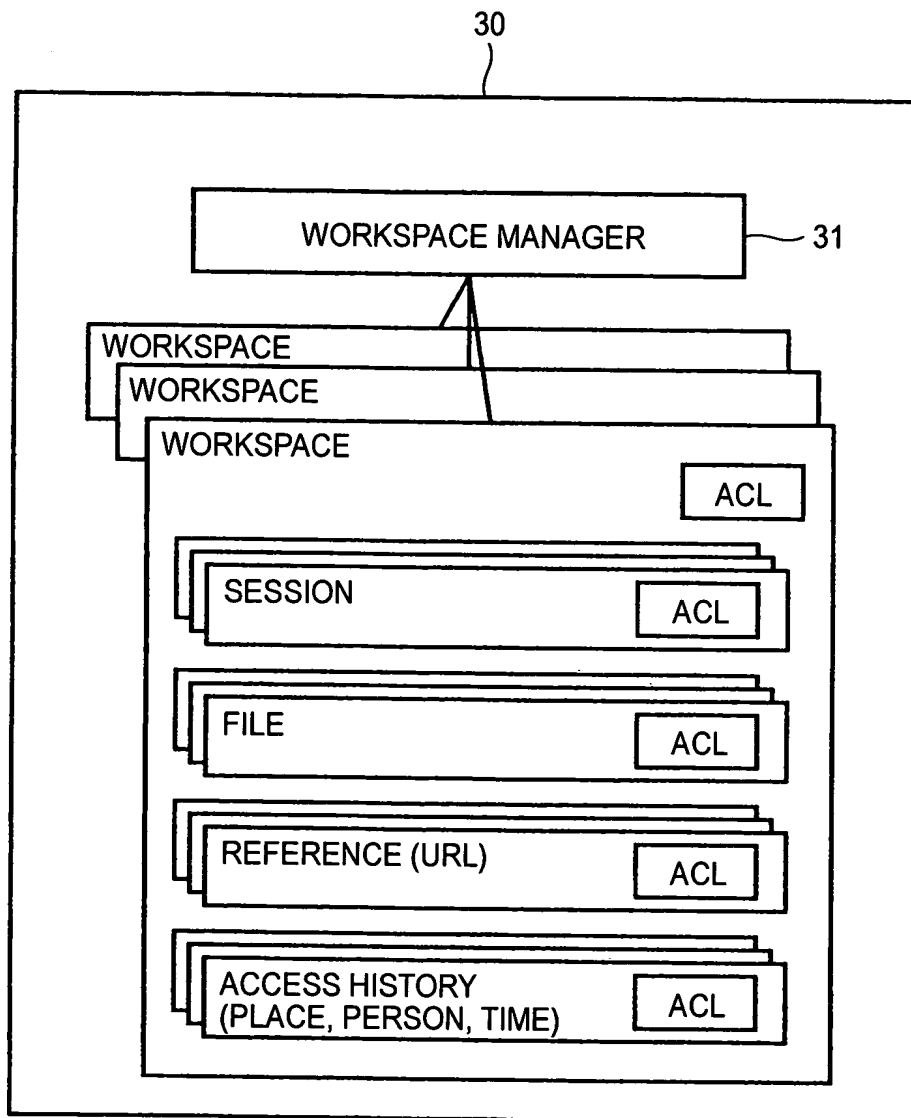 30
WORKSPACE MANAGER
31
WORKSPACE
WORKSPACE
WORKSPACE
ACL
SESSION
ACL
FILE
ACL
REFERENCE (URL)
ACL
ACCESS HISTORY
(PLACE, PERSON, TIME)
ACL